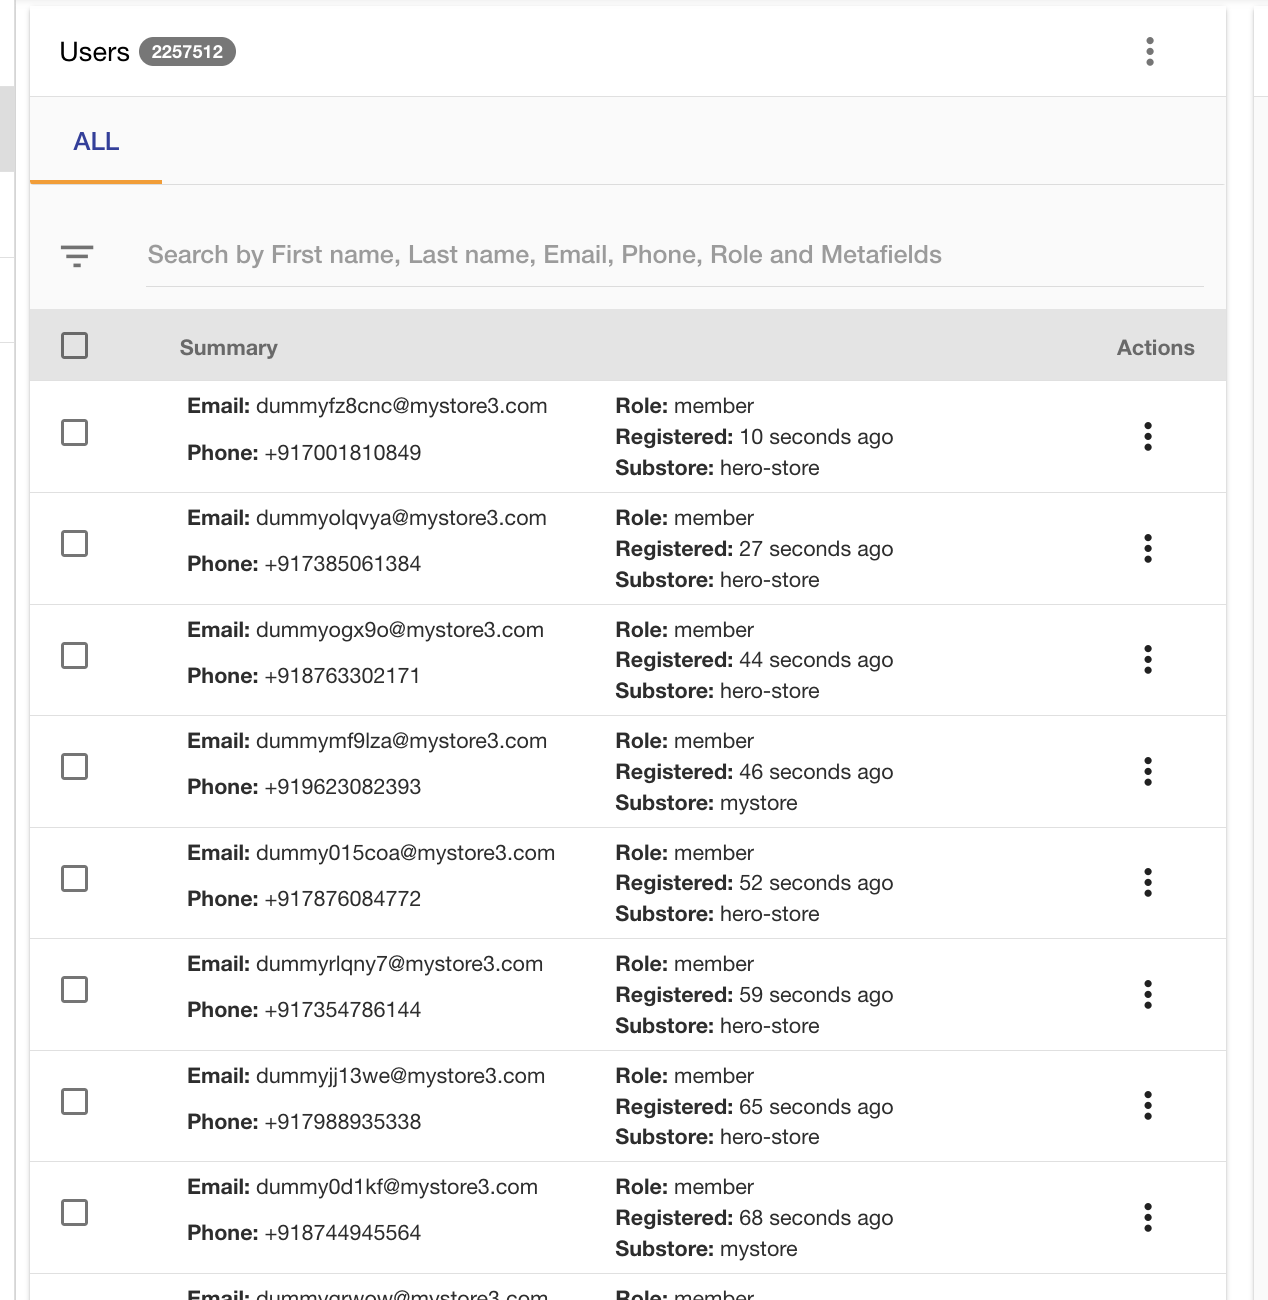 Users 2257512
ALL
Search by First name, Last name, Email, Phone, Role and Metafields
Summary Actions
Email: dummyfz8cnc@mystore3.com
Phone: +917001810849
Role: member
Registered: 10 seconds ago
Substore: hero-store
Email: dummyolqvya@mystore3.com
Phone: +917385061384
Role: member
Registered: 27 seconds ago
Substore: hero-store
Email: dummyogx9o@mystore3.com
Phone: +918763302171
Role: member
Registered: 44 seconds ago
Substore: hero-store
Email: dummymf9lza@mystore3.com
Phone: +919623082393
Role: member
Registered: 46 seconds ago
Substore: mystore
Email: dummy015coa@mystore3.com
Phone: +917876084772
Role: member
Registered: 52 seconds ago
Substore: hero-store
Email: dummyrlqny7@mystore3.com
Phone: +917354786144
Role: member
Registered: 59 seconds ago
Substore: hero-store
Email: dummyjj13we@mystore3.com
Phone: +917988935338
Role: member
Registered: 65 seconds ago
Substore: hero-store
Email: dummy0d1kf@mystore3.com
Phone: +918744945564
Role: member
Registered: 68 seconds ago
Substore: mystore
Email:
Role: member